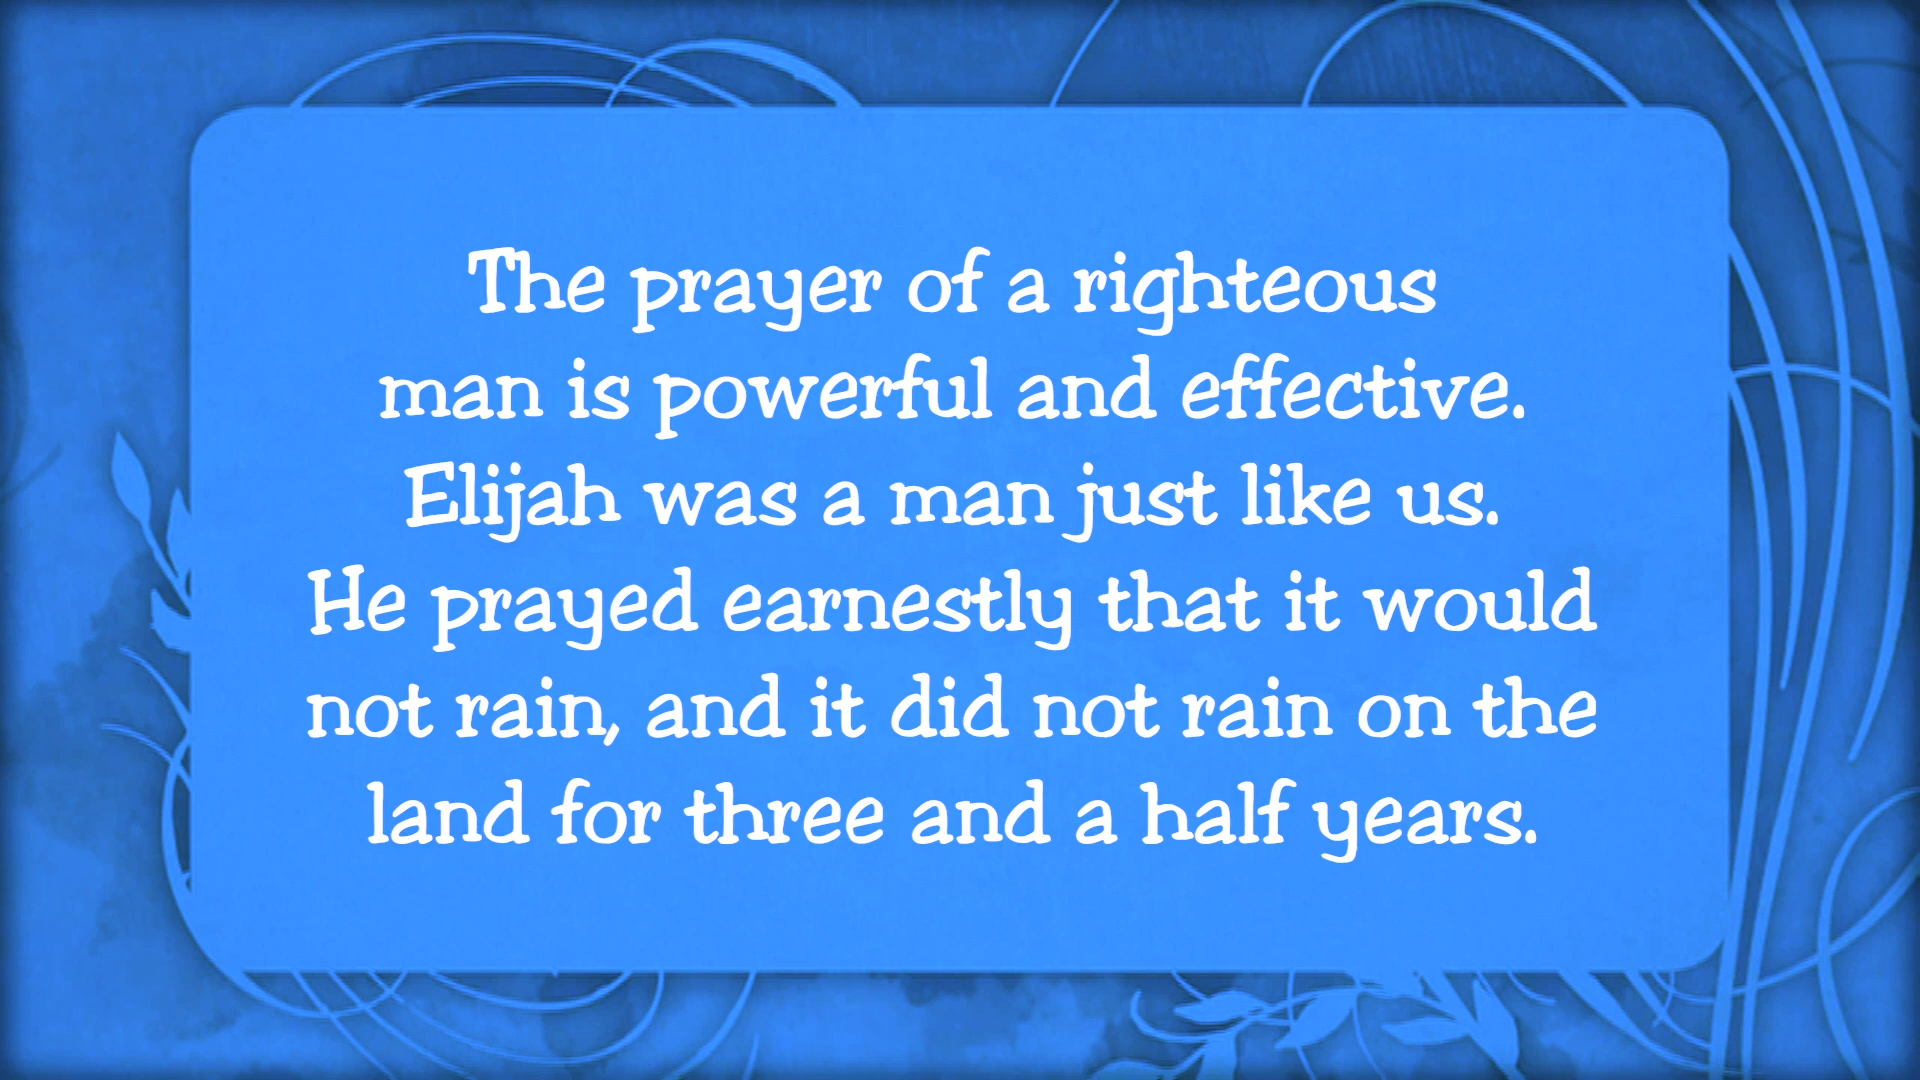 The prayer of a righteous
man is powerful and effective.
Elijah was a man just like us.
He prayed earnestly that it would
not rain, and it did not rain on the
land for three and a half years.